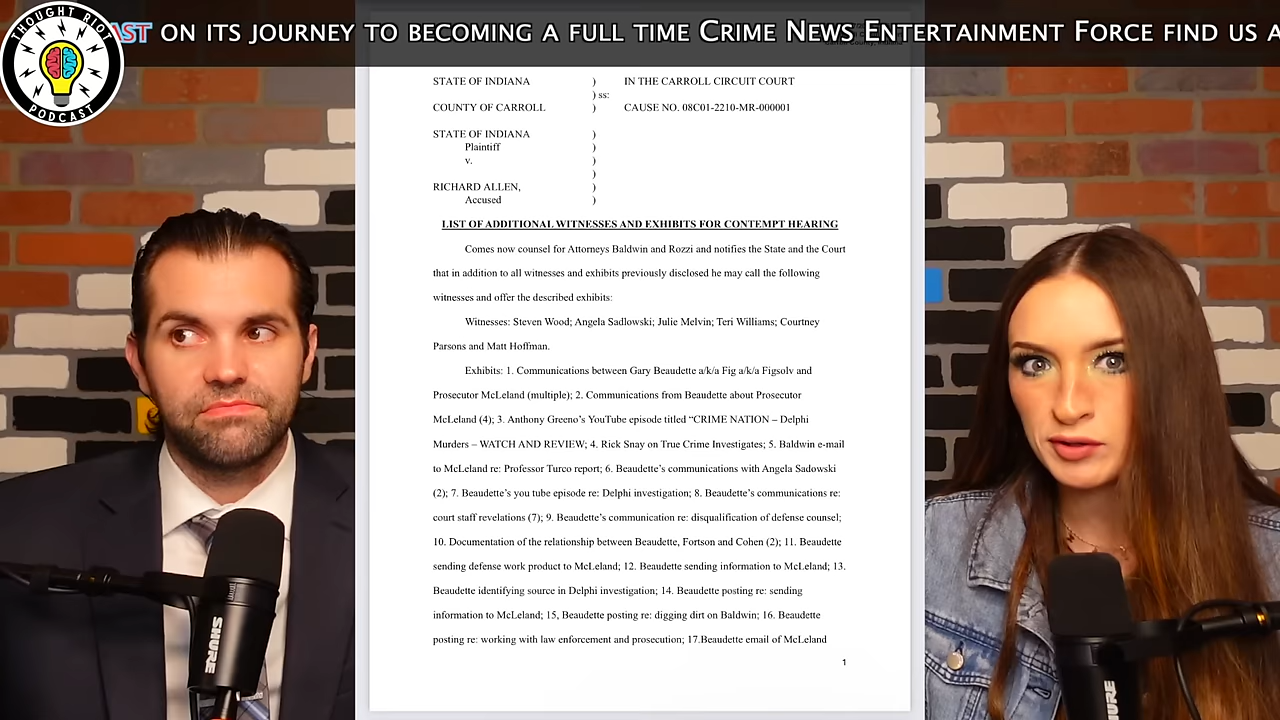 AST ON ITS JOURNEY TO BECOMING A FULL TIME CRIME NEWS ENTERTAINMENT FORCE FIND US A
THOUGHT RIOT
PODCAST
STATE OF INDIANA ) IN THE CARROLL CIRCUIT COURT
) ss:
COUNTY OF CARROLL ) CAUSE NO. 08C01-2210-MR-000001
STATE OF INDIANA )
Plaintiff )
v. )
)
RICHARD ALLEN, )
Accused )
LIST OF ADDITIONAL WITNESSES AND EXHIBITS FOR CONTEMPT HEARING
Comes now counsel for Attorneys Baldwin and Rozzi and notifies the State and the Court
that in addition to all witnesses and exhibits previously disclosed he may call the following
witnesses and offer the described exhibits:
Witnesses: Steven Wood; Angela Sadlowski; Julie Melvin; Teri Williams; Courtney
Parsons and Matt Hoffman.
Exhibits: 1. Communications between Gary Beaudette a/k/a Fig a/k/a Figsolv and
Prosecutor McLeland (multiple); 2. Communications from Beaudette about Prosecutor
McLeland (4); 3. Anthony Greeno's YouTube episode titled “CRIME NATION – Delphi
Murders – WATCH AND REVIEW; 4. Rick Snay on True Crime Investigates; 5. Baldwin e-mail
to McLeland re: Professor Turco report; 6. Beaudette's communications with Angela Sadowski
(2); 7. Beaudette's you tube episode re: Delphi investigation; 8. Beaudette's communications re:
court staff revelations (7); 9. Beaudette's communication re: disqualification of defense counsel;
10. Documentation of the relationship between Beaudette, Fortson and Cohen (2); 11. Beaudette
sending defense work product to McLeland; 12. Beaudette sending information to McLeland; 13.
Beaudette identifying source in Delphi investigation; 14. Beaudette posting re: sending
information to McLeland; 15, Beaudette posting re: digging dirt on Baldwin; 16. Beaudette
posting re: working with law enforcement and prosecution; 17.Beaudette email of McLeland
1
SHURE
SHURE